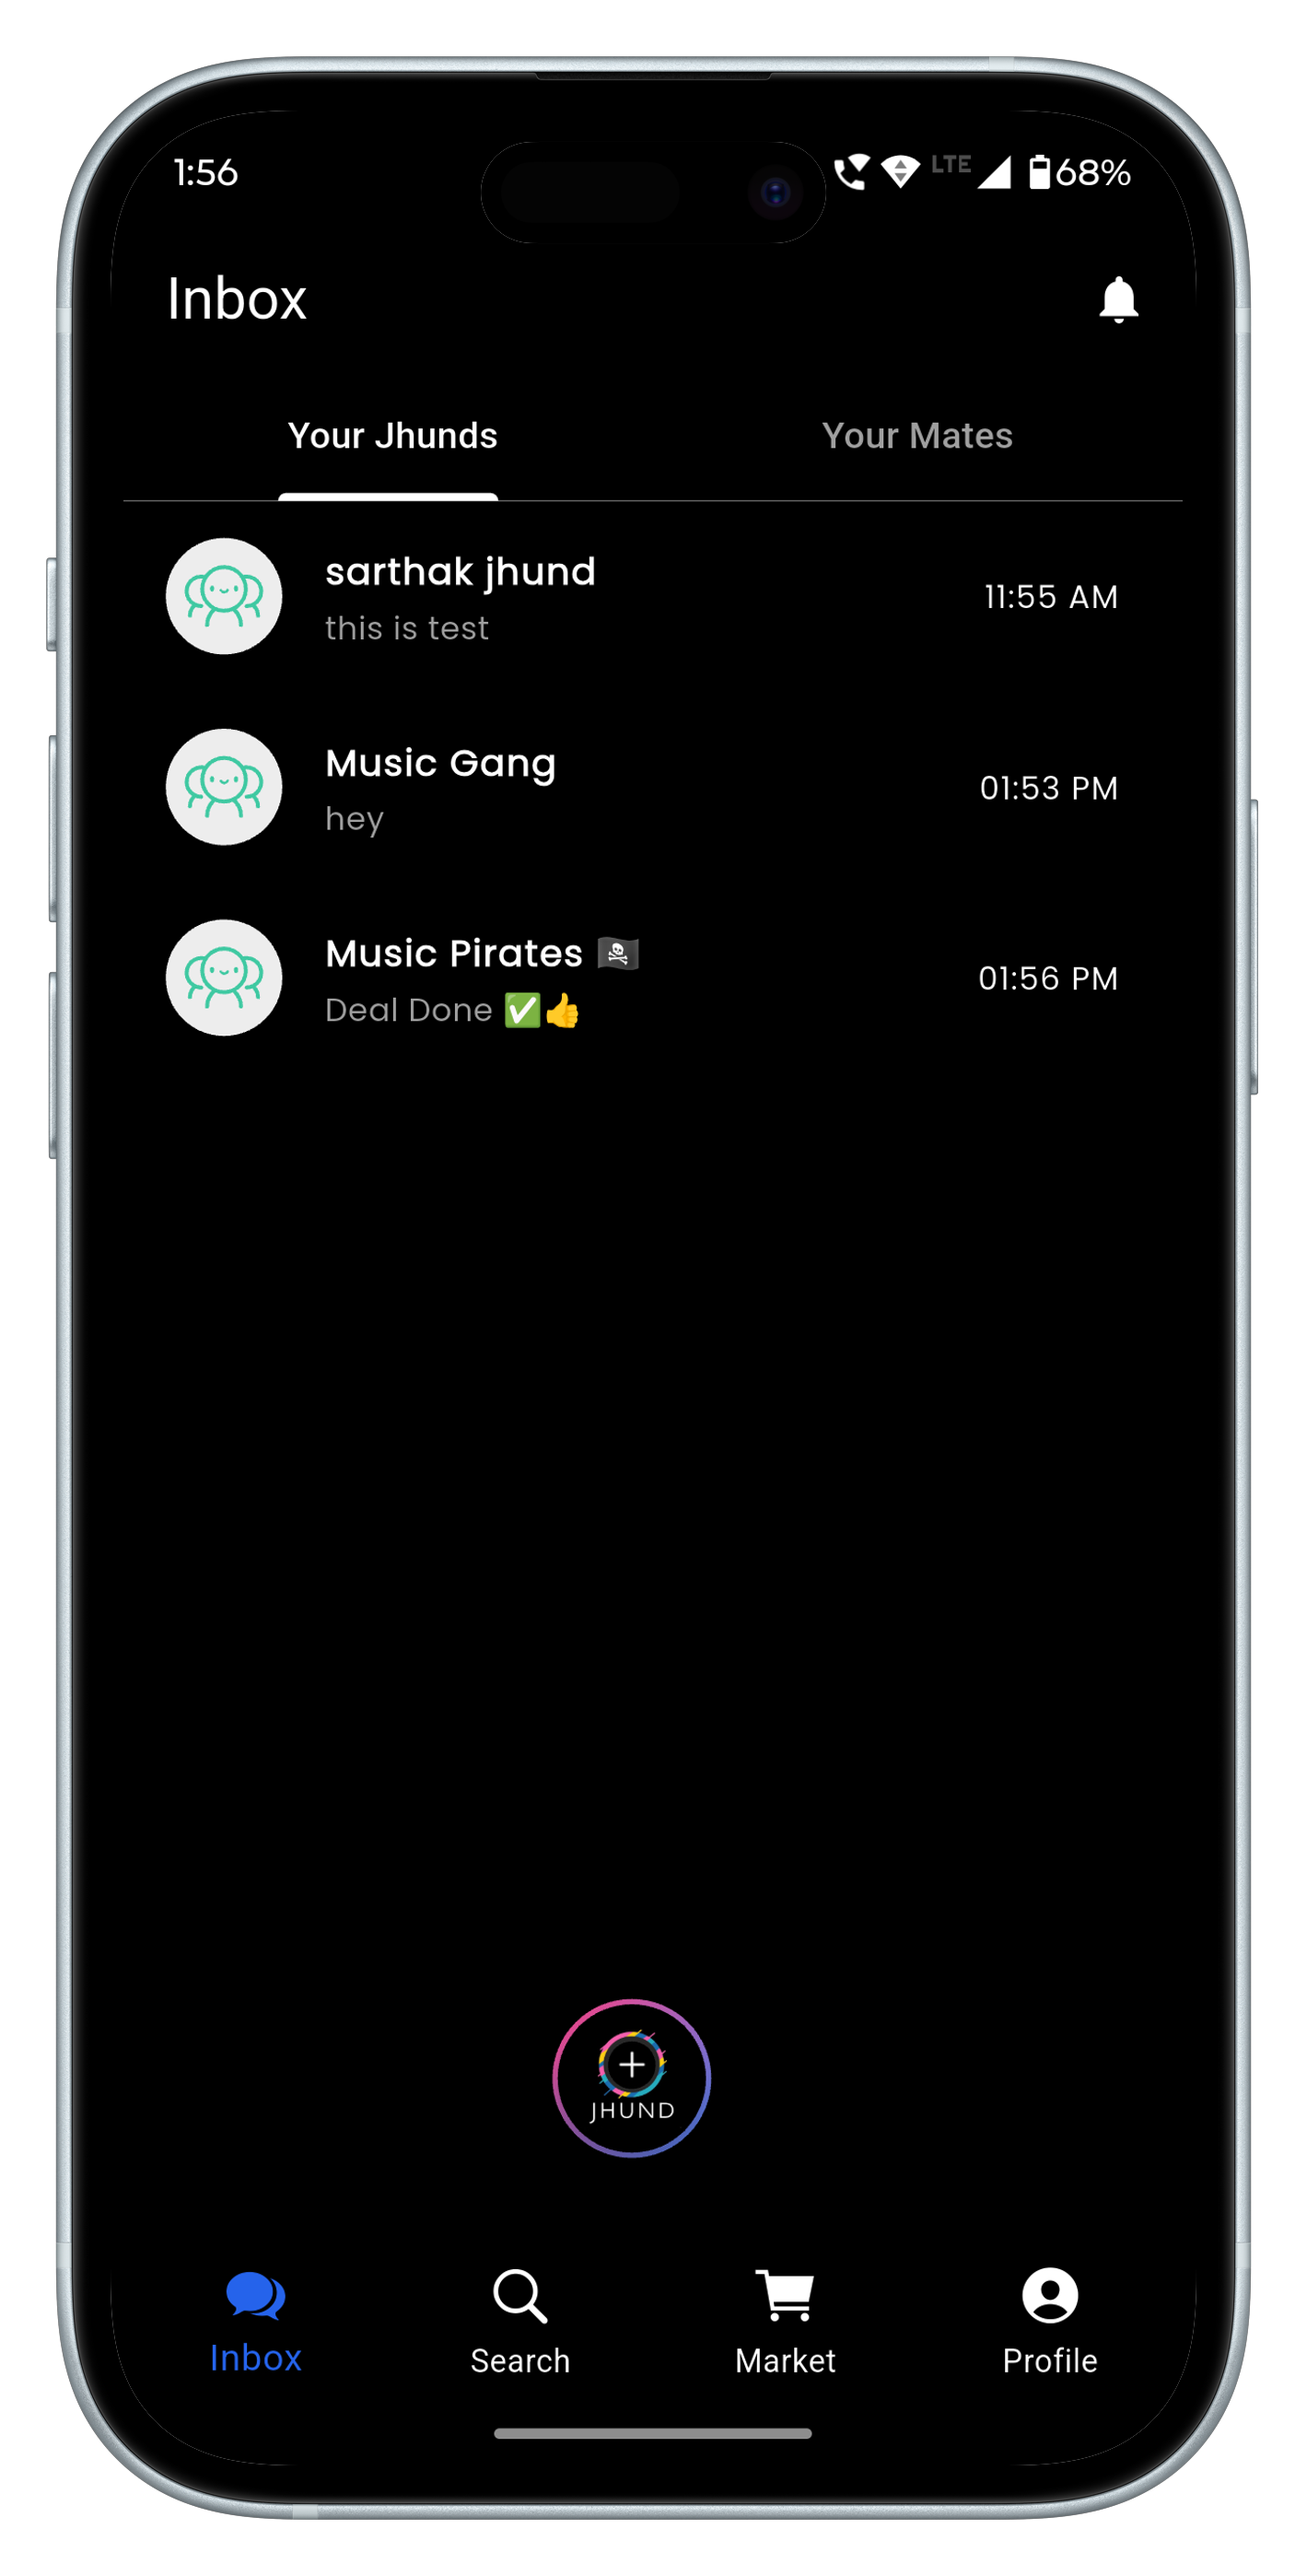 1:56 LTE 68%
Inbox
Your Jhunds Your Mates
sarthak jhund
this is test
11:55 AM
Music Gang
hey
01:53 PM
Music Pirates 🏴‍☠️
Deal Done ✅👍
01:56 PM
JHUND
Inbox Search Market Profile